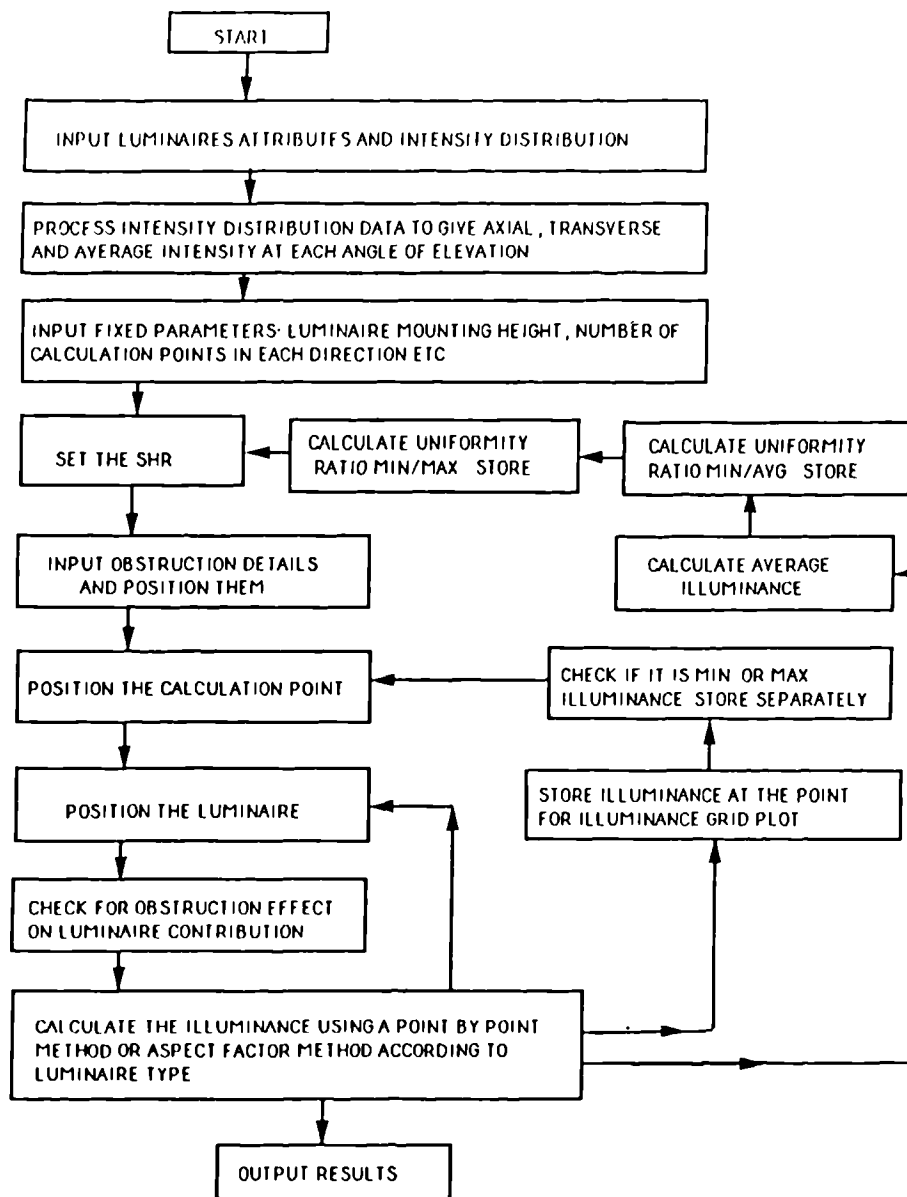 START
INPUT LUMINAIRES ATTRIBUTES AND INTENSITY DISTRIBUTION
PROCESS INTENSITY DISTRIBUTION DATA TO GIVE AXIAL, TRANSVERSE
AND AVERAGE INTENSITY AT EACH ANGLE OF ELEVATION
INPUT FIXED PARAMETERS· LUMINAIRE MOUNTING HEIGHT, NUMBER OF
CALCULATION POINTS IN EACH DIRECTION ETC
SET THE SHR
CALCULATE UNIFORMITY
RATIO MIN/MAX STORE
CALCULATE UNIFORMITY
RATIO MIN/AVG STORE
INPUT OBSTRUCTION DETAILS
AND POSITION THEM
CALCULATE AVERAGE
ILLUMINANCE
POSITION THE CALCULATION POINT
CHECK IF IT IS MIN OR MAX
ILLUMINANCE STORE SEPARATELY
POSITION THE LUMINAIRE
STORE ILLUMINANCE AT THE POINT
FOR ILLUMINANCE GRID PLOT
CHECK FOR OBSTRUCTION EFFECT
ON LUMINAIRE CONTRIBUTION
CALCULATE THE ILLUMINANCE USING A POINT BY POINT
METHOD OR ASPECT FACTOR METHOD ACCORDING TO
LUMINAIRE TYPE
OUTPUT RESULTS